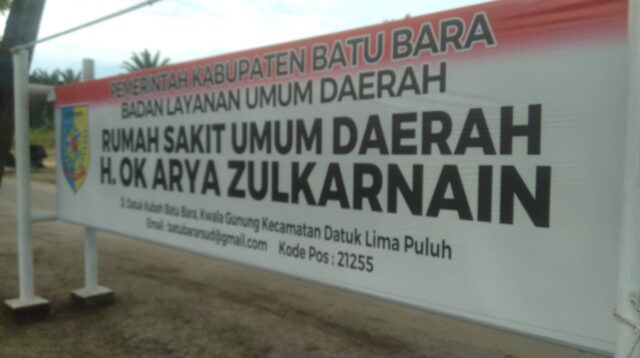 PEMERINTAH KABUPATEN BATU BARA
BADAN LAYANAN UMUM DAERAH
RUMAH SAKIT UMUM DAERAH
H. OK ARYA ZULKARNAIN
Jl. Datuk Kubah Batu Bara, Kwala Gunung Kecamatan Datuk Lima Puluh
Email : batubararsud@gmail.com Kode Pos : 21255